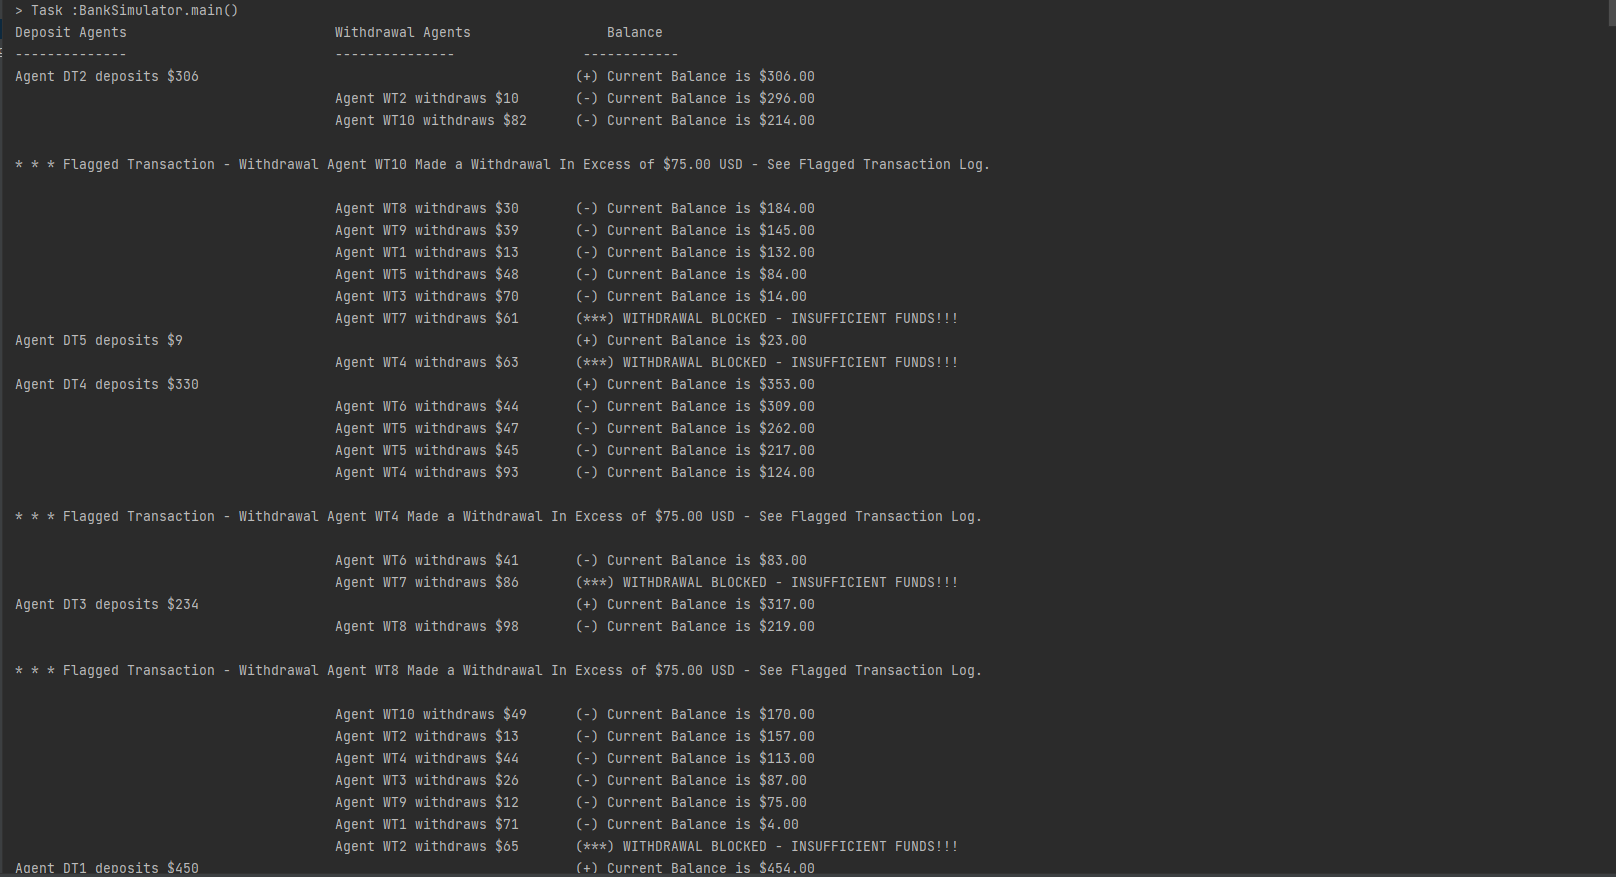 > Task :BankSimulator.main()
Deposit Agents                          Withdrawal Agents                 Balance
--------------                          ---------------                ------------
Agent DT2 deposits $306                                               (+) Current Balance is $306.00
                                        Agent WT2 withdraws $10       (-) Current Balance is $296.00
                                        Agent WT10 withdraws $82      (-) Current Balance is $214.00

* * * Flagged Transaction - Withdrawal Agent WT10 Made a Withdrawal In Excess of $75.00 USD - See Flagged Transaction Log.

                                        Agent WT8 withdraws $30       (-) Current Balance is $184.00
                                        Agent WT9 withdraws $39       (-) Current Balance is $145.00
                                        Agent WT1 withdraws $13       (-) Current Balance is $132.00
                                        Agent WT5 withdraws $48       (-) Current Balance is $84.00
                                        Agent WT3 withdraws $70       (-) Current Balance is $14.00
                                        Agent WT7 withdraws $61       (***) WITHDRAWAL BLOCKED - INSUFFICIENT FUNDS!!!
Agent DT5 deposits $9                                                 (+) Current Balance is $23.00
                                        Agent WT4 withdraws $63       (***) WITHDRAWAL BLOCKED - INSUFFICIENT FUNDS!!!
Agent DT4 deposits $330                                               (+) Current Balance is $353.00
                                        Agent WT6 withdraws $44       (-) Current Balance is $309.00
                                        Agent WT5 withdraws $47       (-) Current Balance is $262.00
                                        Agent WT5 withdraws $45       (-) Current Balance is $217.00
                                        Agent WT4 withdraws $93       (-) Current Balance is $124.00

* * * Flagged Transaction - Withdrawal Agent WT4 Made a Withdrawal In Excess of $75.00 USD - See Flagged Transaction Log.

                                        Agent WT6 withdraws $41       (-) Current Balance is $83.00
                                        Agent WT7 withdraws $86       (***) WITHDRAWAL BLOCKED - INSUFFICIENT FUNDS!!!
Agent DT3 deposits $234                                               (+) Current Balance is $317.00
                                        Agent WT8 withdraws $98       (-) Current Balance is $219.00

* * * Flagged Transaction - Withdrawal Agent WT8 Made a Withdrawal In Excess of $75.00 USD - See Flagged Transaction Log.

                                        Agent WT10 withdraws $49      (-) Current Balance is $170.00
                                        Agent WT2 withdraws $13       (-) Current Balance is $157.00
                                        Agent WT4 withdraws $44       (-) Current Balance is $113.00
                                        Agent WT3 withdraws $26       (-) Current Balance is $87.00
                                        Agent WT9 withdraws $12       (-) Current Balance is $75.00
                                        Agent WT1 withdraws $71       (-) Current Balance is $4.00
                                        Agent WT2 withdraws $65       (***) WITHDRAWAL BLOCKED - INSUFFICIENT FUNDS!!!
Agent DT1 deposits $450                                               (+) Current Balance is $454.00